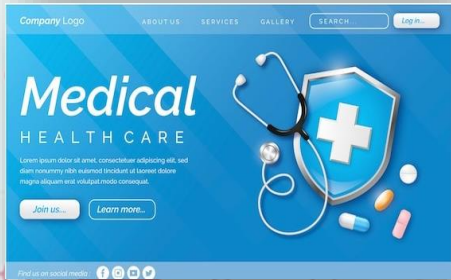 Company Logo
ABOUT US
SERVICES
GALLERY
SEARCH...
Log in...
Medical
HEALTH CARE
Lorem ipsum dolor sit amet, consectetuer adipiscing elit, sed
diam nonummy nibh euismod tincidunt ut laoreet dolore
magna aliquam erat volutpat.modo consequat.
Join us...
Learn more...
Find us on social media :